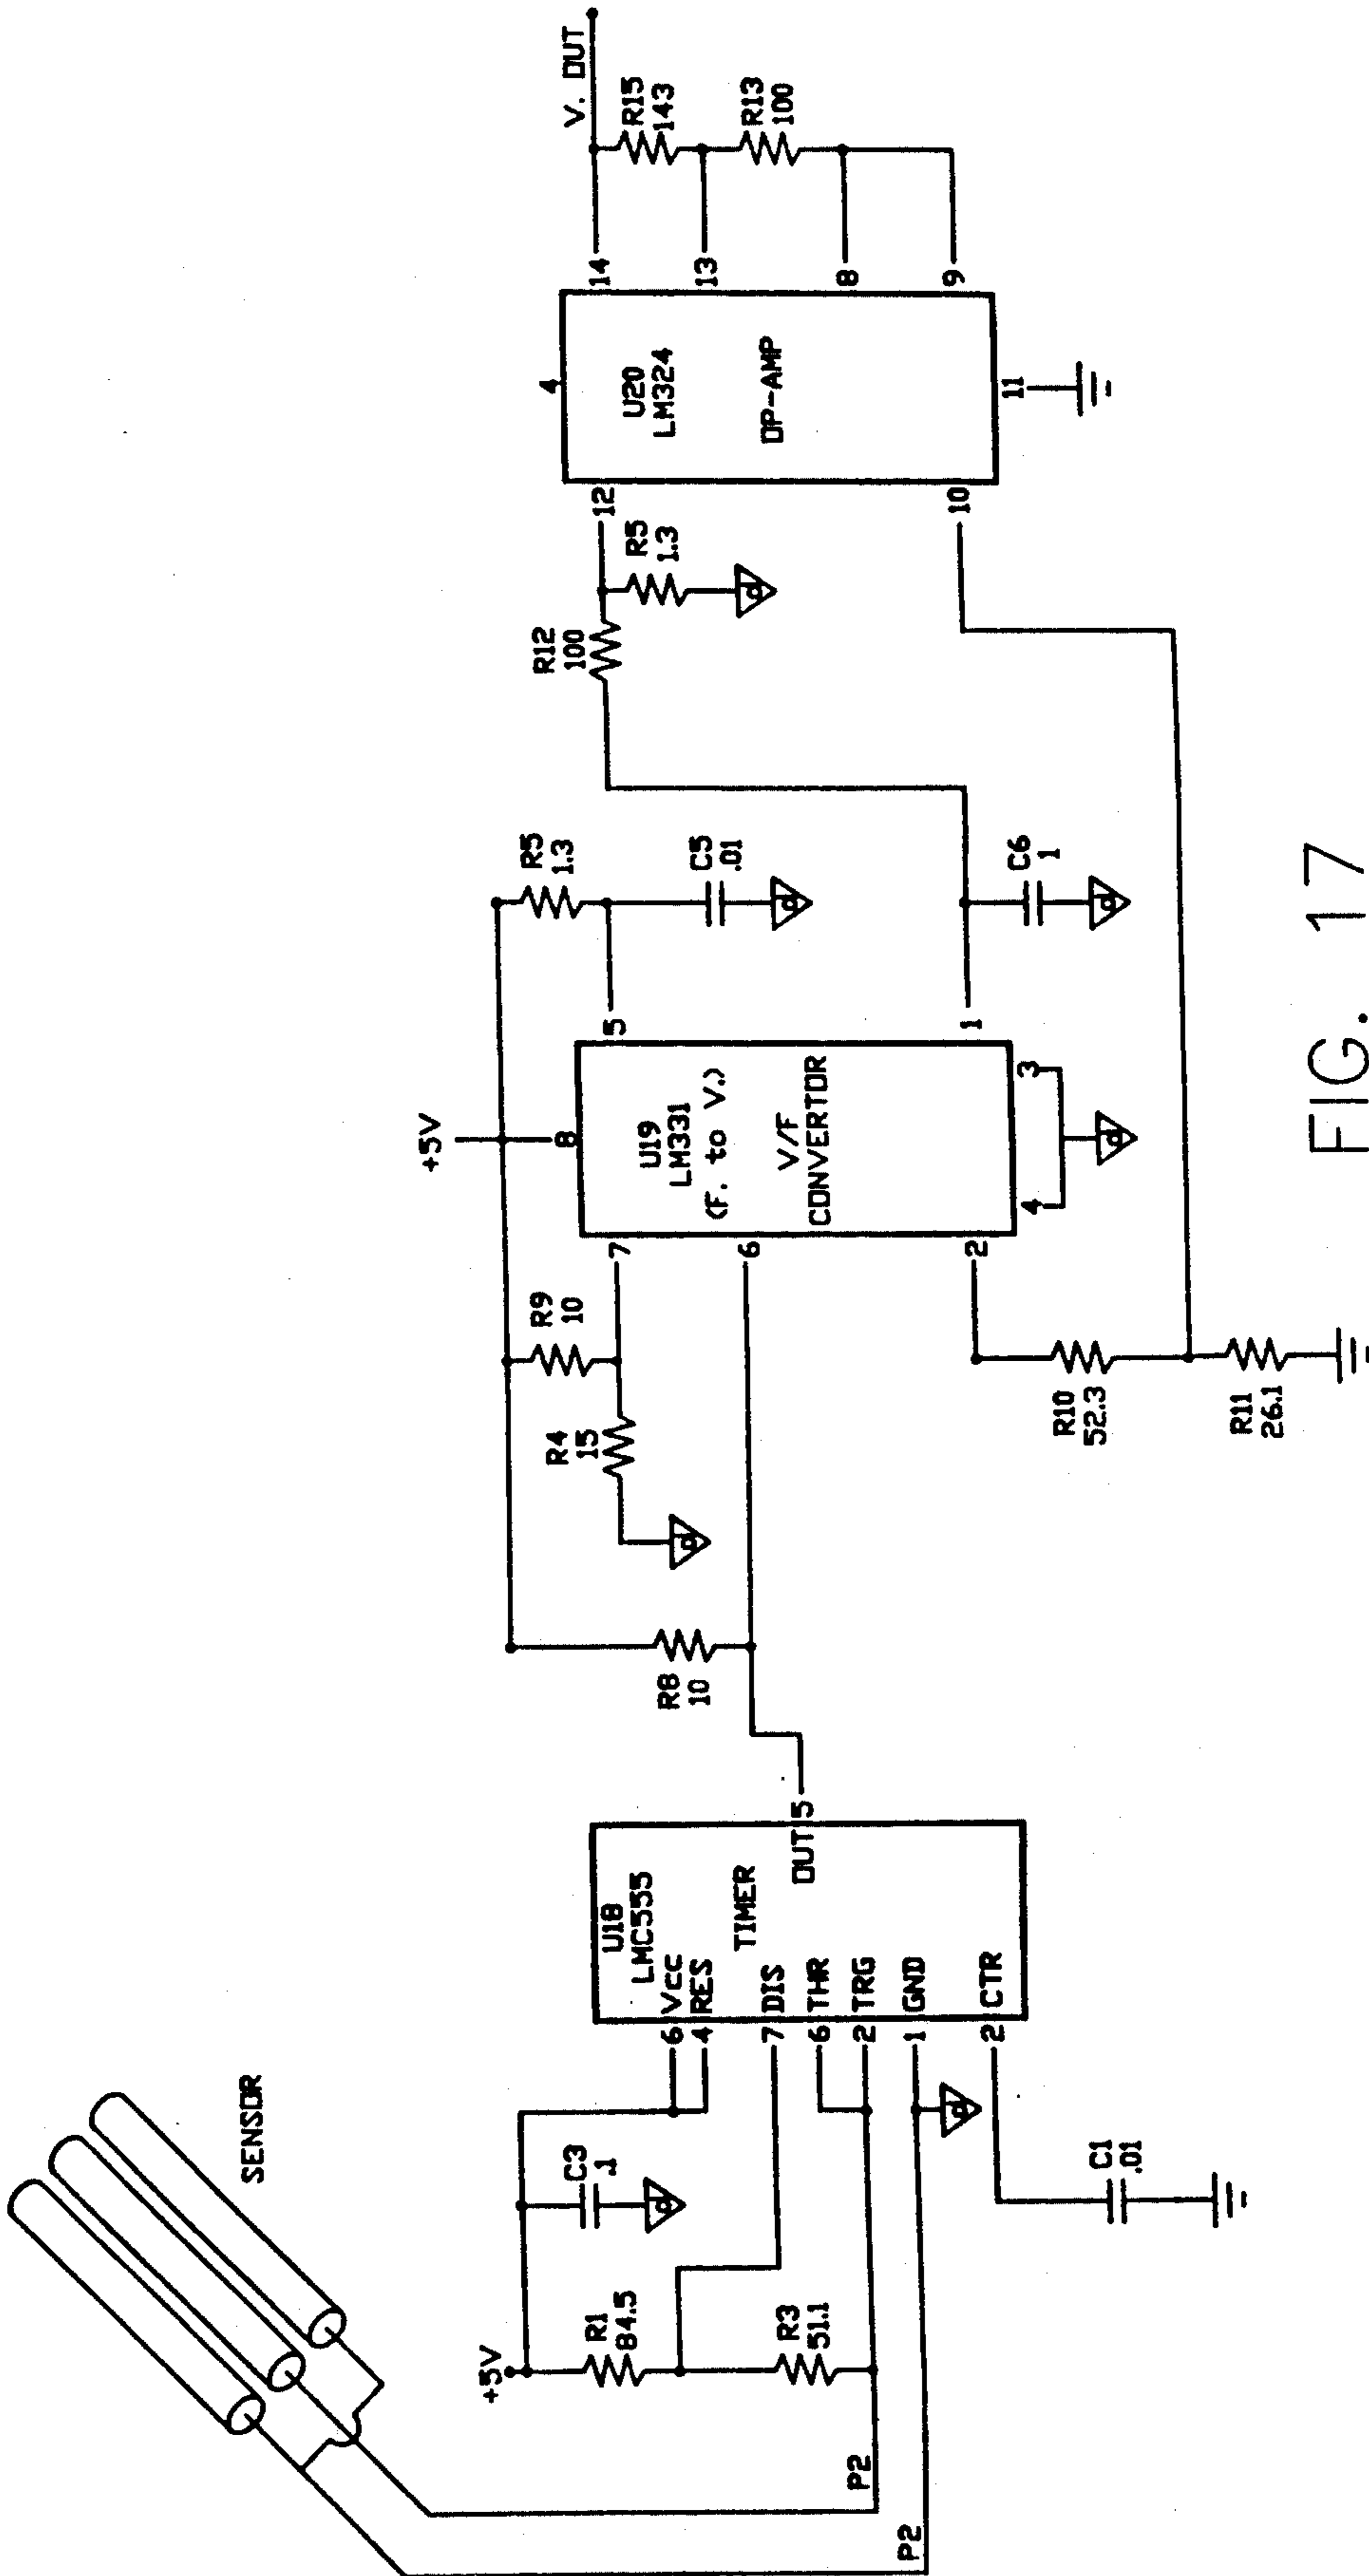 SENSOR
+5V
R1
84.5
R3
51.1
C3
.1
P2
P2
C1
.01
U18
LMC555
TIMER
6 Vcc
4 RES
7 DIS
6 THR
2 TRG
1 GND
2 CTR
OUT 5
R8
10
R4
15
R9
10
+5V
7
6
2
8
U19
LM331
(F. to V.)
V/F
CONVERTOR
4
3
5
1
R10
52.3
R11
26.1
R5
1.3
C5
.01
C6
1
R12
100
R5
1.3
12
10
4
U20
LM324
OP-AMP
11
14
13
8
9
V. OUT
R15
143
R13
100
FIG. 17